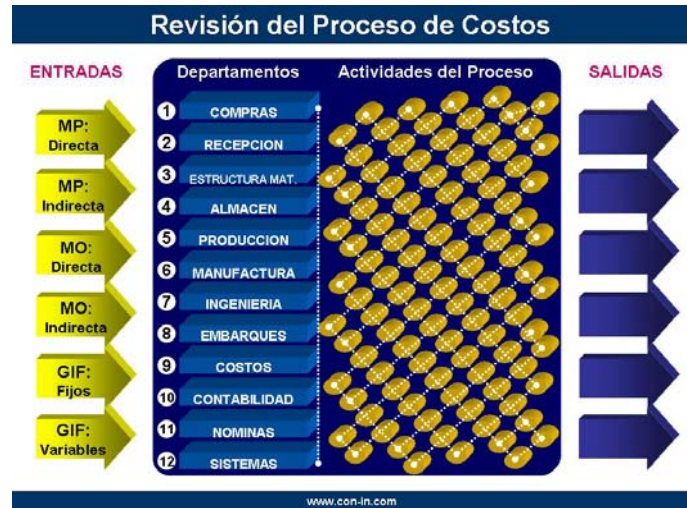 Revisión del Proceso de Costos
ENTRADAS
Departamentos
Actividades del Proceso
SALIDAS
MP:
Directa
MP:
Indirecta
MO:
Directa
MO:
Indirecta
GIF:
Fijos
GIF:
Variables
1 COMPRAS
2 RECEPCION
3 ESTRUCTURA MAT.
4 ALMACEN
5 PRODUCCION
6 MANUFACTURA
7 INGENIERIA
8 EMBARQUES
9 COSTOS
10 CONTABILIDAD
11 NOMINAS
12 SISTEMAS
www.con-in.com